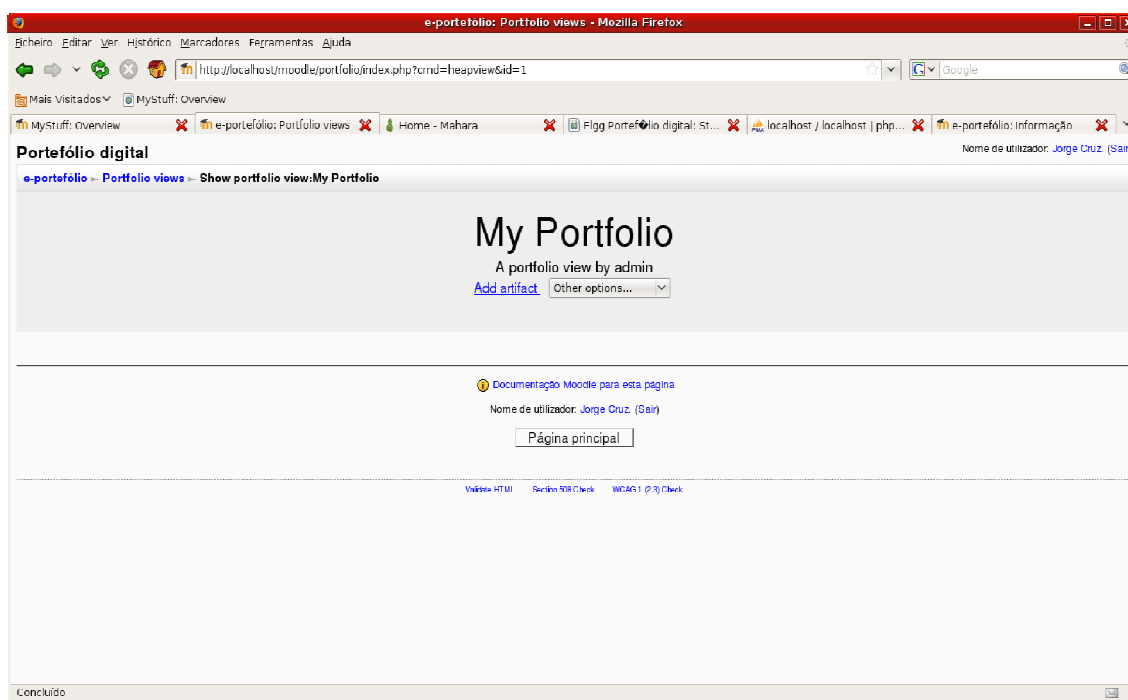 e-portefólio: Portfolio views - Mozilla Firefox
Ficheiro Editar Ver Histórico Marcadores Ferramentas Ajuda
http://localhost/moodle/portfolio/index.php?cmd=heapview&id=1
Google
Mais Visitados MyStuff: Overview
MyStuff: Overview e-portefólio: Portfolio views Home - Mahara Elgg Portef�lio digital: St... localhost / localhost | php... e-portefólio: Informação
Portefólio digital
Nome de utilizador: Jorge Cruz. (Sair
e-portefólio ► Portfolio views ► Show portfolio view:My Portfolio
My Portfolio
A portfolio view by admin
Add artifact Other options...
Documentação Moodle para esta página
Nome de utilizador: Jorge Cruz. (Sair)
Página principal
Validate HTML Section 508 Check WCAG 1 (2,3) Check
Concluído